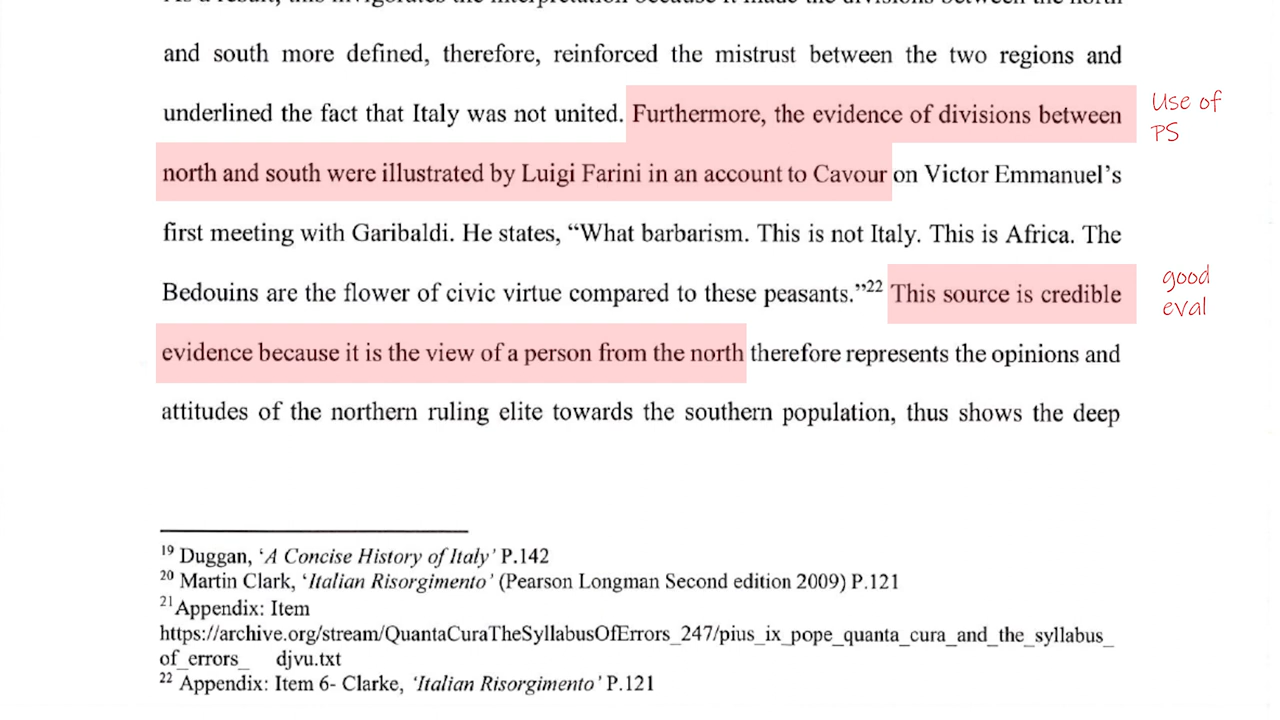 and south more defined, therefore, reinforced the mistrust between the two regions and
underlined the fact that Italy was not united. Furthermore, the evidence of divisions between
Use of
PS
north and south were illustrated by Luigi Farini in an account to Cavour on Victor Emmanuel's
first meeting with Garibaldi. He states, “What barbarism. This is not Italy. This is Africa. The
Bedouins are the flower of civic virtue compared to these peasants.”22 This source is credible
good
eval
evidence because it is the view of a person from the north therefore represents the opinions and
attitudes of the northern ruling elite towards the southern population, thus shows the deep
19 Duggan, ‘A Concise History of Italy’ P.142
20 Martin Clark, ‘Italian Risorgimento’ (Pearson Longman Second edition 2009) P.121
21 Appendix: Item
https://archive.org/stream/QuantaCuraTheSyllabusOfErrors_247/pius_ix_pope_quanta_cura_and_the_syllabus_
of_errors_ djvu.txt
22 Appendix: Item 6- Clarke, ‘Italian Risorgimento’ P.121